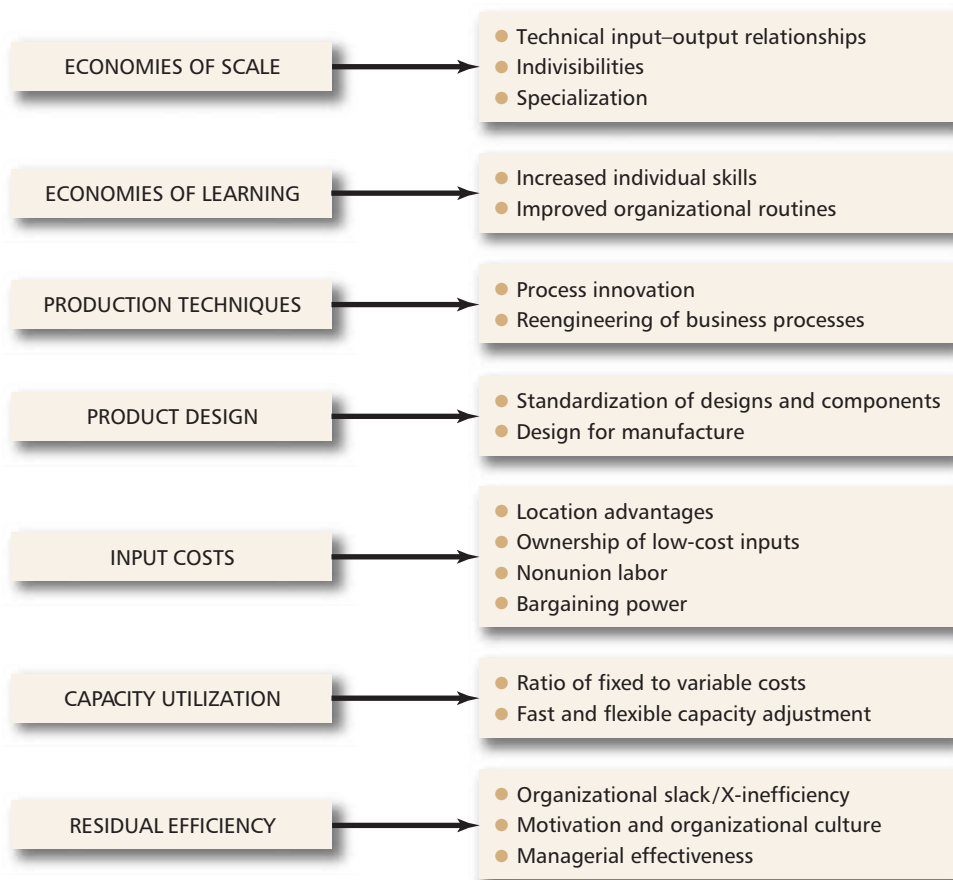 ECONOMIES OF SCALE
Technical input–output relationships
Indivisibilities
Specialization
ECONOMIES OF LEARNING
Increased individual skills
Improved organizational routines
PRODUCTION TECHNIQUES
Process innovation
Reengineering of business processes
PRODUCT DESIGN
Standardization of designs and components
Design for manufacture
INPUT COSTS
Location advantages
Ownership of low-cost inputs
Nonunion labor
Bargaining power
CAPACITY UTILIZATION
Ratio of fixed to variable costs
Fast and flexible capacity adjustment
RESIDUAL EFFICIENCY
Organizational slack/X-inefficiency
Motivation and organizational culture
Managerial effectiveness